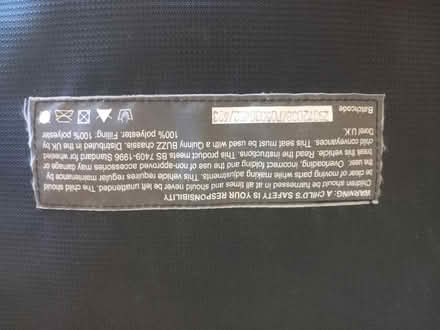 WARNING: A CHILD'S SAFETY IS YOUR RESPONSIBILITY
Children should be harnessed in at all times and should never be left unattended. The child should
be clear of moving parts while making adjustments. This vehicle requires regular maintenance by
the user. Overloading, incorrect folding and the use of non-approved accessories may damage or
break this vehicle. Read the instructions. This product meets BS 7409-1996 Standard for wheeled
child conveyances. This seat must be used with a Quinny BUZZ chassis. by the
Dorel U.K. 100% polyester. Filling: 100% polyester.
Batchcode